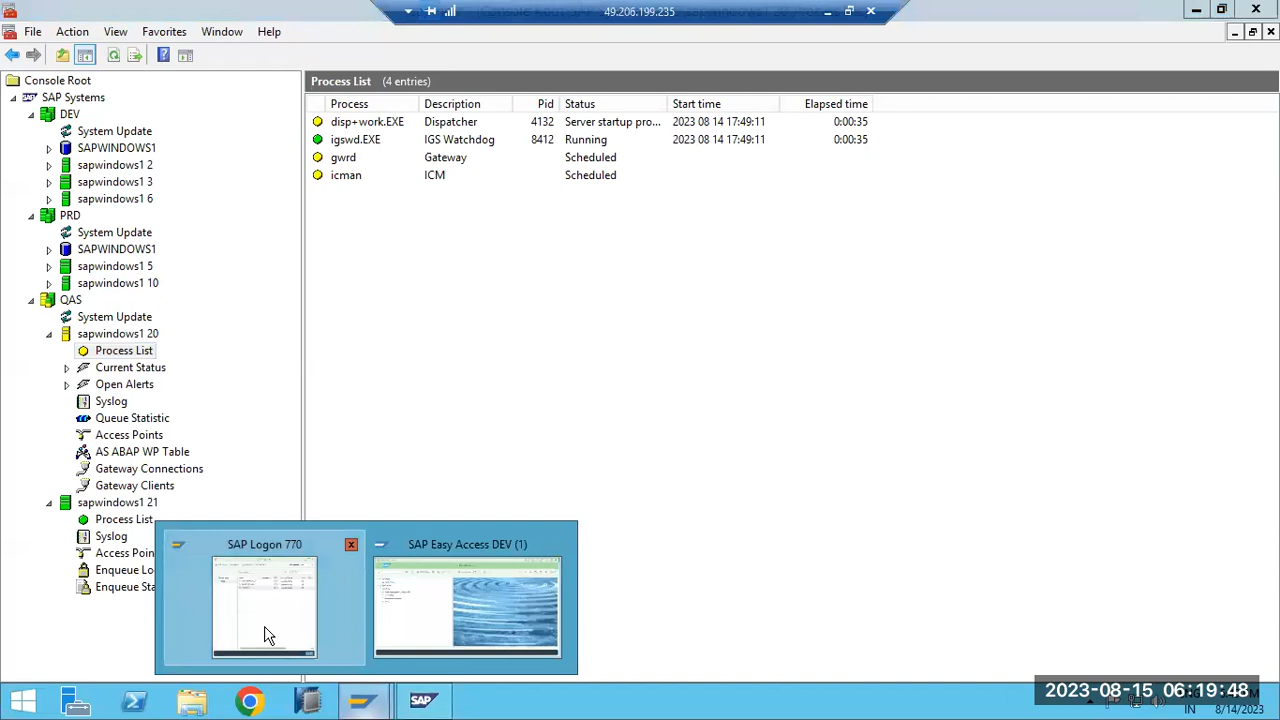 49.206.199.235
File Action View Favorites Window Help
Console Root
SAP Systems
DEV
System Update
SAPWINDOWS1
sapwindows1 2
sapwindows1 3
sapwindows1 6
PRD
System Update
SAPWINDOWS1
sapwindows1 5
sapwindows1 10
QAS
System Update
sapwindows1 20
Process List
Current Status
Open Alerts
Syslog
Queue Statistic
Access Points
AS ABAP WP Table
Gateway Connections
Gateway Clients
sapwindows1 21
Process List
Syslog
Access Poin
Enqueue Lo
Enqueue Sta
Process List (4 entries)
Process Description Pid Status Start time Elapsed time
disp+work.EXE Dispatcher 4132 Server startup pro... 2023 08 14 17:49:11 0:00:35
igswd.EXE IGS Watchdog 8412 Running 2023 08 14 17:49:11 0:00:35
gwrd Gateway Scheduled
icman ICM Scheduled
SAP Logon 770
SAP Easy Access DEV (1)
SAP
2023-08-15 06:19:48
IN 8/14/2023